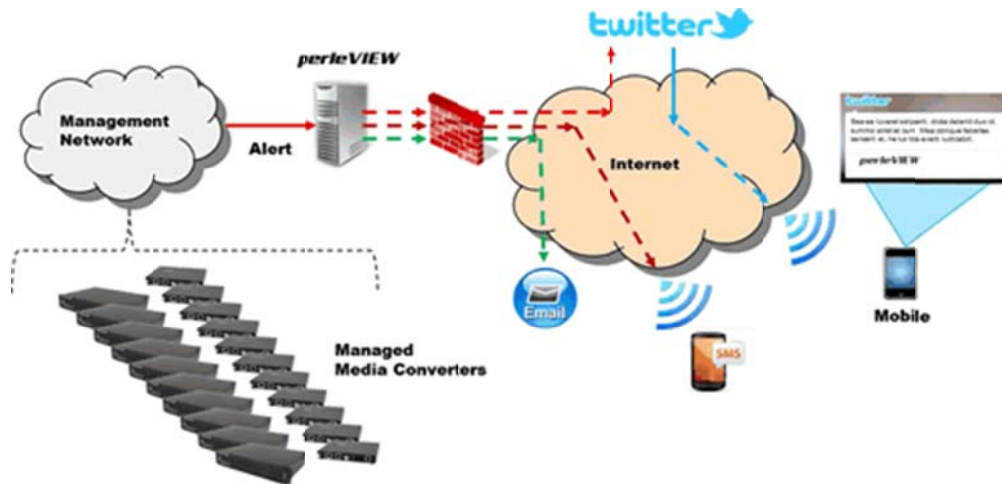 twitter
perleVIEW
Management
Network
Alert
Internet
twitter
perleVIEW
Email
SMS
Mobile
Managed
Media Converters